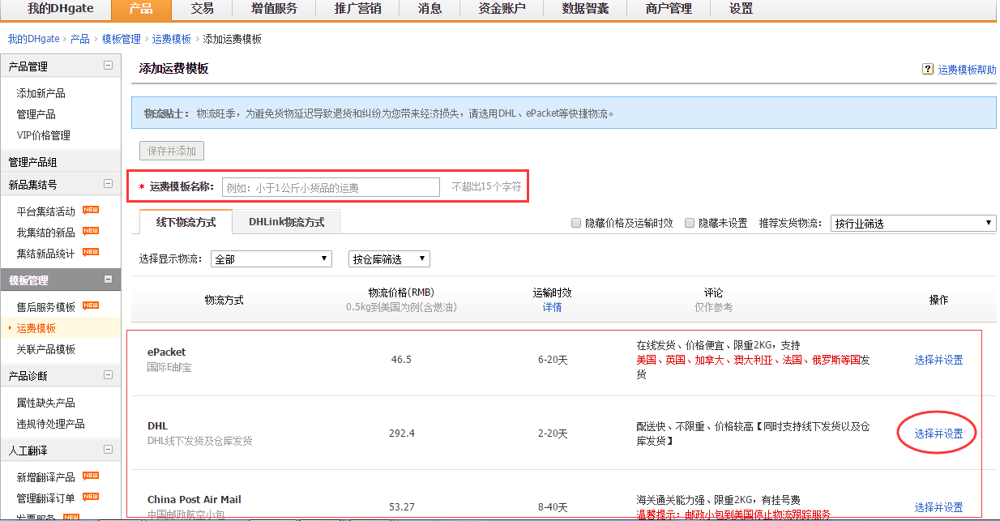 我的DHgate 产品 交易 增值服务 推广营销 消息 资金账户 数据智囊 商户管理 设置
我的DHgate > 产品 > 模板管理 > 运费模板 > 添加运费模板
产品管理
添加新产品
管理产品
VIP价格管理
管理产品组
新品集结号
平台集结活动 NEW
我集结的新品 NEW
集结新品统计 NEW
模板管理
售后服务模板 NEW
运费模板
关联产品模板
产品诊断
属性缺失产品
违规待处理产品
人工翻译
新增翻译产品 NEW
管理翻译订单 NEW
发票服务 NEW
添加运费模板
? 运费模板帮助
物流贴士： 物流旺季，为避免货物延迟导致退货和纠纷为您带来经济损失，请选用DHL、ePacket等快捷物流。
保存并添加
* 运费模板名称： 例如：小于1公斤小货品的运费 不超出15个字符
线下物流方式 DHLink物流方式 隐藏价格及运输时效 隐藏未设置 推荐发货物流： 按行业筛选
选择显示物流： 全部 按仓库筛选
物流方式 物流价格(RMB) 运输时效 评论 操作
0.5kg到美国为例(含燃油) 详情 仅作参考
ePacket
国际E邮宝
46.5
6-20天
在线发货、价格便宜、限重2KG，支持
美国、英国、加拿大、澳大利亚、法国、俄罗斯等国发
货
选择并设置
DHL
DHL线下发货及仓库发货
292.4
2-20天
配送快、不限重、价格较高【同时支持线下发货以及仓
库发货】
选择并设置
China Post Air Mail
中国邮政航空小包
53.27
8-40天
海关通关能力强、限重2KG，有挂号费
温馨提示：邮政小包到美国停止物流跟踪服务
选择并设置